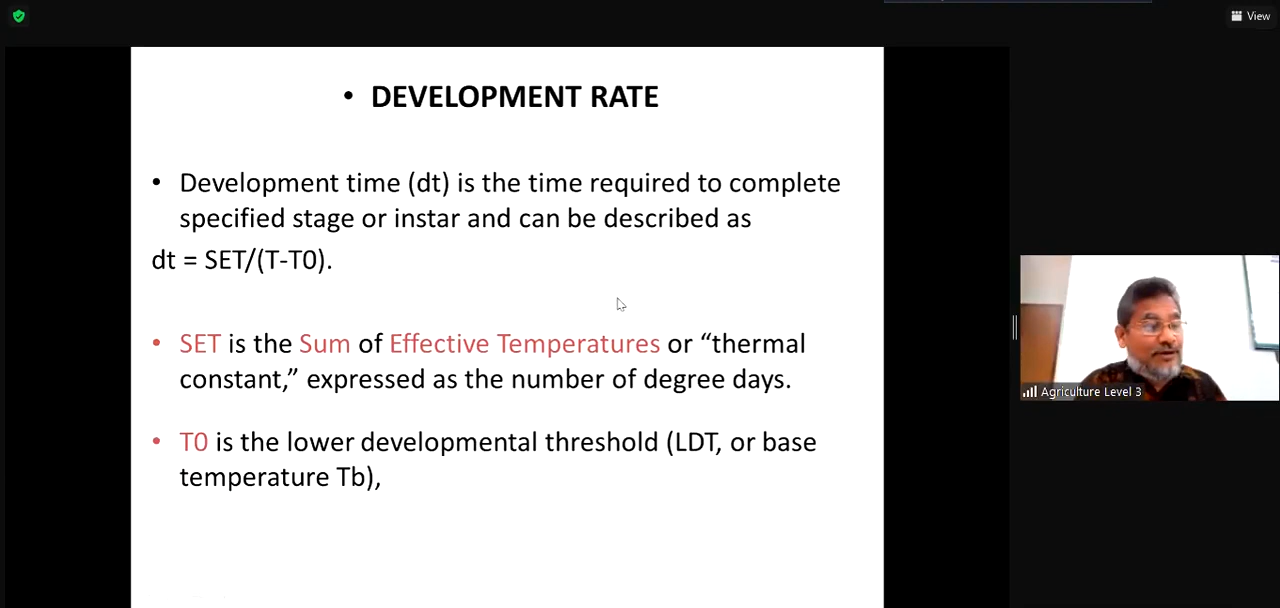 View
• DEVELOPMENT RATE
• Development time (dt) is the time required to complete
specified stage or instar and can be described as
dt = SET/(T-T0).
• SET is the Sum of Effective Temperatures or “thermal
constant,” expressed as the number of degree days.
• T0 is the lower developmental threshold (LDT, or base
temperature Tb),
Agriculture Level 3